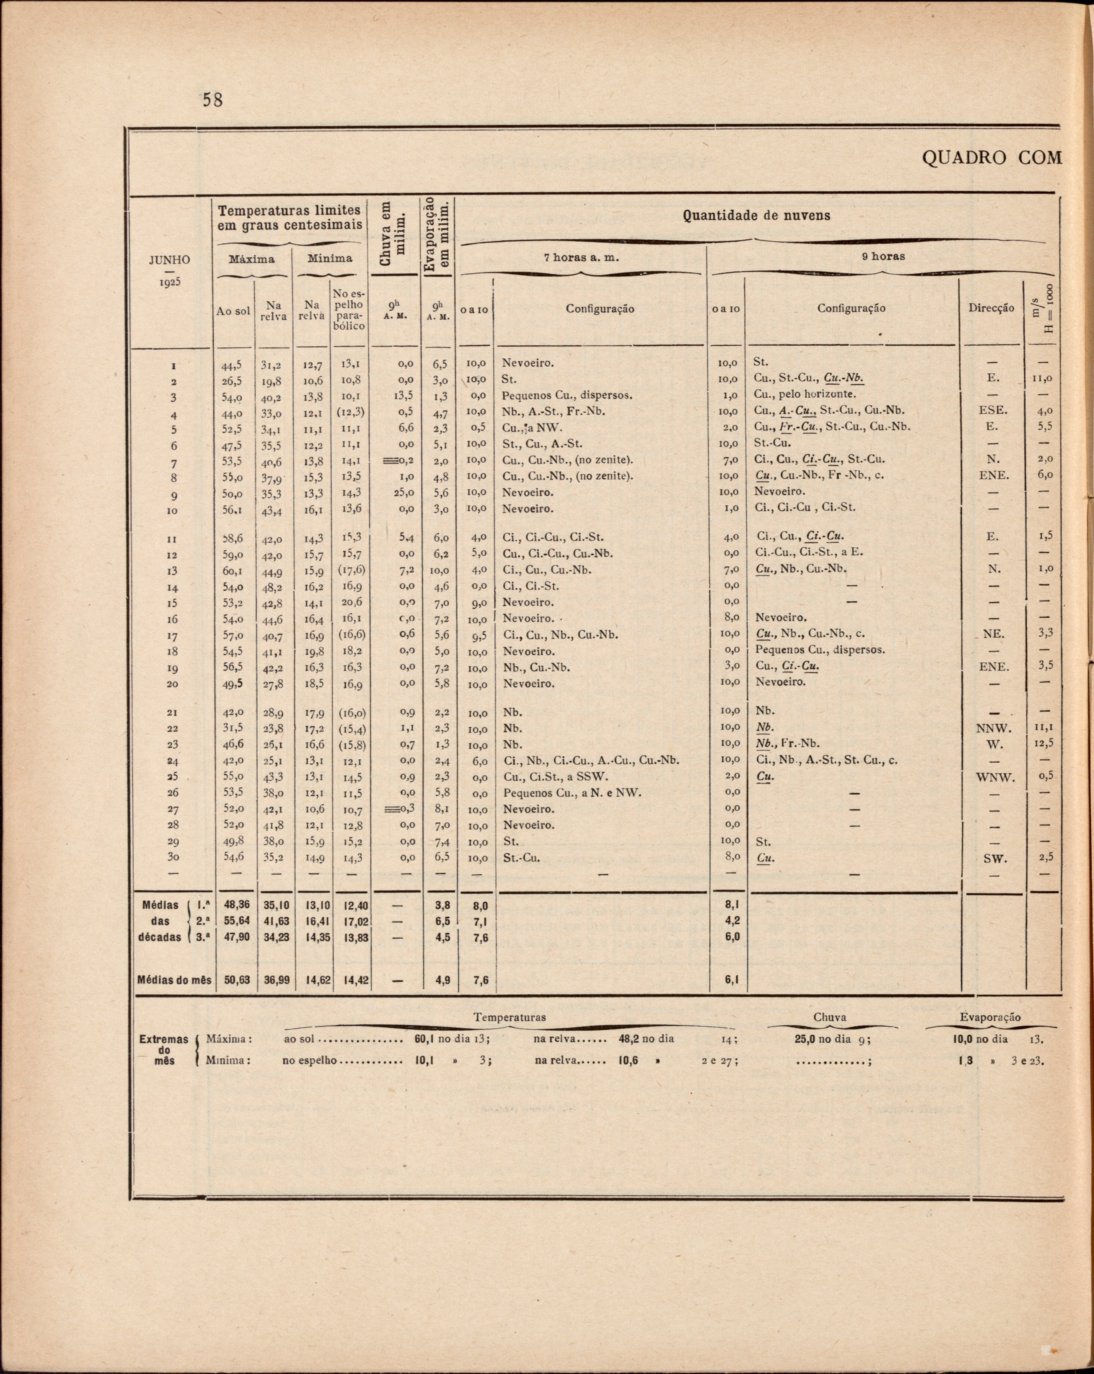 58
QUADRO COM
JUNHO
—
1925
Temperaturas limites
em graus centesimais
Chuva em
milim.
Evaporação
em milim.
Quantidade de nuvens
Máxima
Mínima
7 horas a. m.
9 horas
Ao sol
Na
relva
Na
relva
No es-
pelho
para-
bólico
9h
A. M.
9h
A. M.
0 a 10
Configuração
0 a 10
Configuração
Direcção
m/s
H = 1000
1 44,5 31,2 12,7 13,1 0,0 6,5 10,0 Nevoeiro. 10,0 St. — —
2 26,5 19,8 10,6 10,8 0,0 3,0 10,0 St. 10,0 Cu., St.-Cu., Cu.-Nb. E. 11,0
3 54,0 40,2 13,8 10,1 13,5 1,3 0,0 Pequenos Cu., dispersos. 1,0 Cu., pelo horizonte. — —
4 44,0 33,0 12,1 (12,3) 0,5 4,7 10,0 Nb., A.-St., Fr.-Nb. 10,0 Cu., A.-Cu., St.-Cu., Cu.-Nb. ESE. 4,0
5 52,5 34,1 11,1 11,1 6,6 2,3 0,5 Cu., a NW. 2,0 Cu., Fr.-Cu., St.-Cu., Cu.-Nb. E. 5,5
6 47,5 35,5 12,2 11,1 0,0 5,1 10,0 St., Cu., A.-St. 10,0 St.-Cu. — —
7 53,5 40,6 13,8 14,1 ≡0,2 2,0 10,0 Cu., Cu.-Nb., (no zenite). 7,0 Ci., Cu., Ci.-Cu., St.-Cu. N. 2,0
8 55,0 37,9 15,3 13,5 1,0 4,8 10,0 Cu., Cu.-Nb., (no zenite). 10,0 Cu., Cu.-Nb., Fr -Nb., c. ENE. 6,0
9 50,0 35,3 13,3 14,3 25,0 5,6 10,0 Nevoeiro. 10,0 Nevoeiro. — —
10 56,1 43,4 16,1 13,6 0,0 3,0 10,0 Nevoeiro. 1,0 Ci., Ci.-Cu , Ci.-St. — —
11 58,6 42,0 14,3 15,3 5,4 6,0 4,0 Ci., Ci.-Cu., Ci.-St. 4,0 Ci., Cu., Ci.-Cu. E. 1,5
12 59,0 42,0 15,7 15,7 0,0 6,2 5,0 Cu., Ci.-Cu., Cu.-Nb. 0,0 Ci.-Cu., Ci.-St., a E. — —
13 60,1 44,9 15,9 (17,6) 7,2 10,0 4,0 Ci., Cu., Cu.-Nb. 7,0 Cu., Nb., Cu.-Nb. N. 1,0
14 54,0 48,2 16,2 16,9 0,0 4,6 0,0 Ci., Ci.-St. 0,0 — — —
15 53,2 42,8 14,1 20,6 0,0 7,0 9,0 Nevoeiro. 0,0 — — —
16 54,0 44,6 16,4 16,1 0,0 7,2 10,0 Nevoeiro. 8,0 Nevoeiro. — —
17 57,0 40,7 16,9 (16,6) 0,6 5,6 9,5 Ci., Cu., Nb., Cu.-Nb. 10,0 Cu., Nb., Cu.-Nb., c. NE. 3,3
18 54,5 41,1 19,8 18,2 0,0 5,0 10,0 Nevoeiro. 0,0 Pequenos Cu., dispersos. — —
19 56,5 42,2 16,3 16,3 0,0 7,2 10,0 Nb., Cu.-Nb. 3,0 Cu., Ci.-Cu. ENE. 3,5
20 49,5 27,8 18,5 16,9 0,0 5,8 10,0 Nevoeiro. 10,0 Nevoeiro. — —
21 42,0 28,9 17,9 (16,0) 0,9 2,2 10,0 Nb. 10,0 Nb. — —
22 31,5 23,8 17,2 (15,4) 1,1 2,3 10,0 Nb. 10,0 Nb. NNW. 11,1
23 46,6 26,1 16,6 (15,8) 0,7 1,3 10,0 Nb. 10,0 Nb., Fr.-Nb. W. 12,5
24 42,0 25,1 13,1 12,1 0,0 2,4 6,0 Ci., Nb., Ci.-Cu., A.-Cu., Cu.-Nb. 10,0 Ci., Nb., A.-St., St. Cu., c. — —
25 55,0 43,3 13,1 14,5 0,9 2,3 0,0 Cu., Ci.St., a SSW. 2,0 Cu. WNW. 0,5
26 53,5 38,0 12,1 11,5 0,0 5,8 0,0 Pequenos Cu., a N. e NW. 0,0 — — —
27 52,0 42,1 10,6 10,7 ≡0,3 8,1 10,0 Nevoeiro. 0,0 — — —
28 52,0 41,8 12,1 12,8 0,0 7,0 10,0 Nevoeiro. 0,0 — — —
29 49,8 38,0 15,9 15,2 0,0 7,4 10,0 St. 10,0 St. — —
30 54,6 35,2 14,9 14,3 0,0 6,5 10,0 St.-Cu. 8,0 Cu. SW. 2,5
— — — — — — — — — — — — —
Médias 1.ª 48,36 35,10 13,10 12,40 — 3,8 8,0 8,1
das 2.ª 55,64 41,63 16,41 17,02 — 6,5 7,1 4,2
décadas 3.ª 47,90 34,23 14,35 13,83 — 4,5 7,6 6,0
Médias do mês 50,63 36,99 14,62 14,42 — 4,9 7,6 6,1
Temperaturas Chuva Evaporação
Extremas
do
mês
Máxima: ao sol ................ 60,1 no dia 13; na relva...... 48,2 no dia 14; 25,0 no dia 9; 10,0 no dia 13.
Mínima: no espelho ............ 10,1 » 3; na relva...... 10,6 » 2 e 27; .............; 1,3 » 3 e 23.